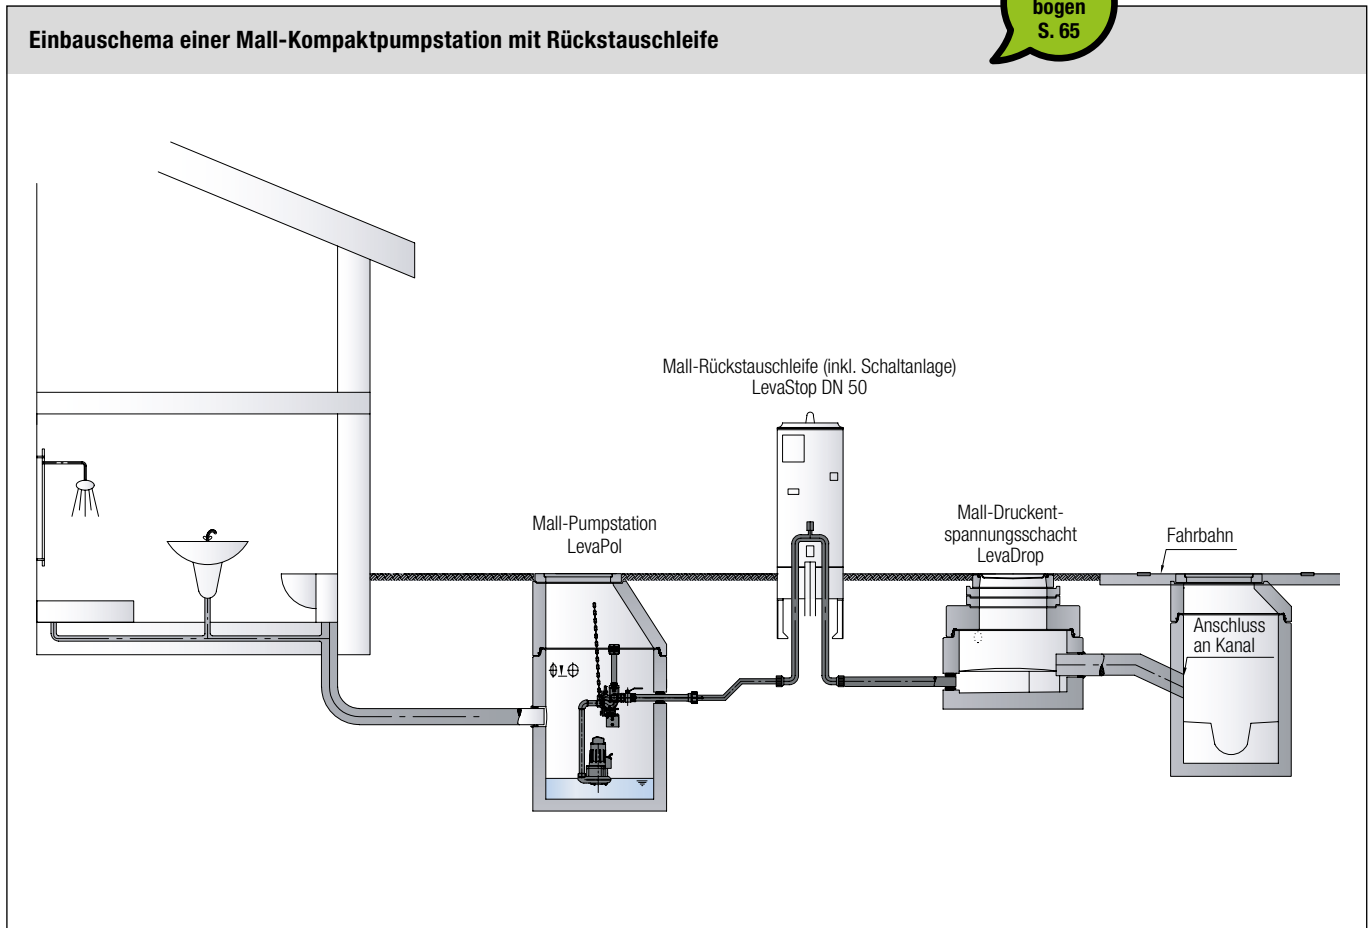 bogen
S. 65
Einbauschema einer Mall-Kompaktpumpstation mit Rückstauschleife
Mall-Rückstauschleife (inkl. Schaltanlage)
LevaStop DN 50
Mall-Pumpstation
LevaPol
Mall-Druckent-
spannungsschacht
LevaDrop
Fahrbahn
Anschluss
an Kanal